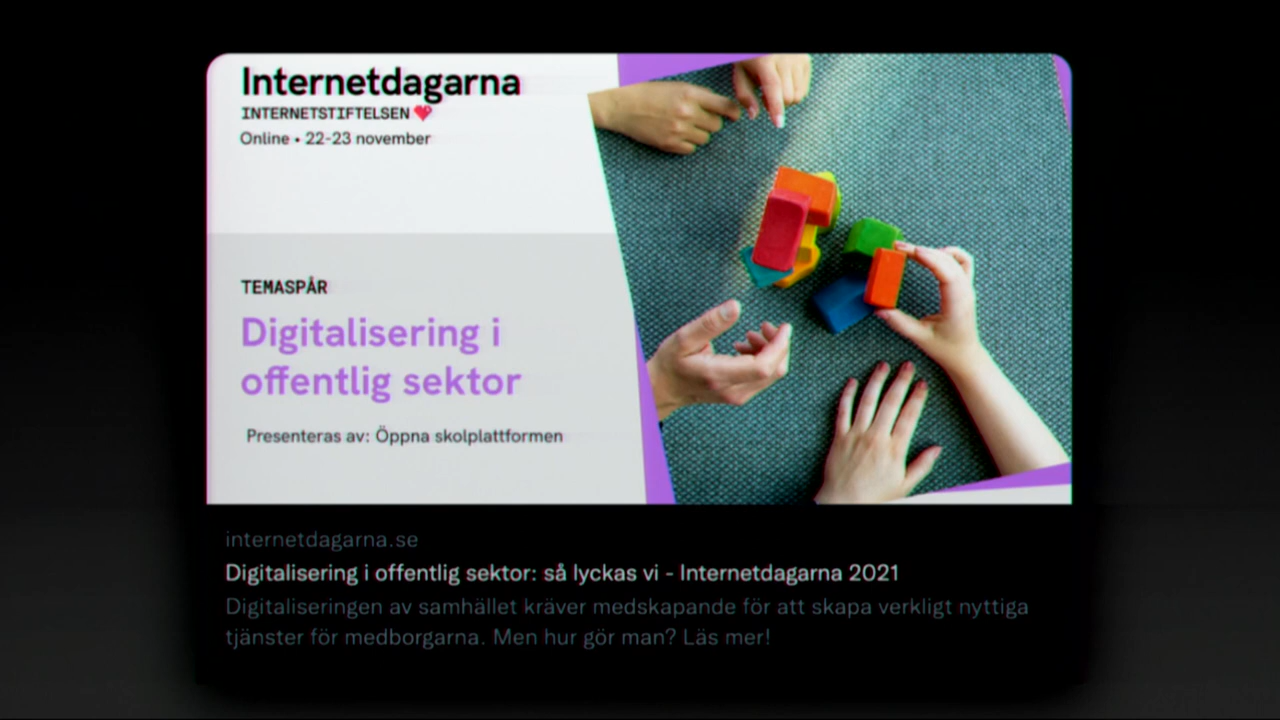 Internetdagarna
INTERNETSTIFTELSEN
Online • 22-23 november
TEMASPÅR
Digitalisering i
offentlig sektor
Presenteras av: Öppna skolplattformen
internetdagarna.se
Digitalisering i offentlig sektor: så lyckas vi - Internetdagarna 2021
Digitaliseringen av samhället kräver medskapande för att skapa verkligt nyttiga
tjänster för medborgarna. Men hur gör man? Läs mer!